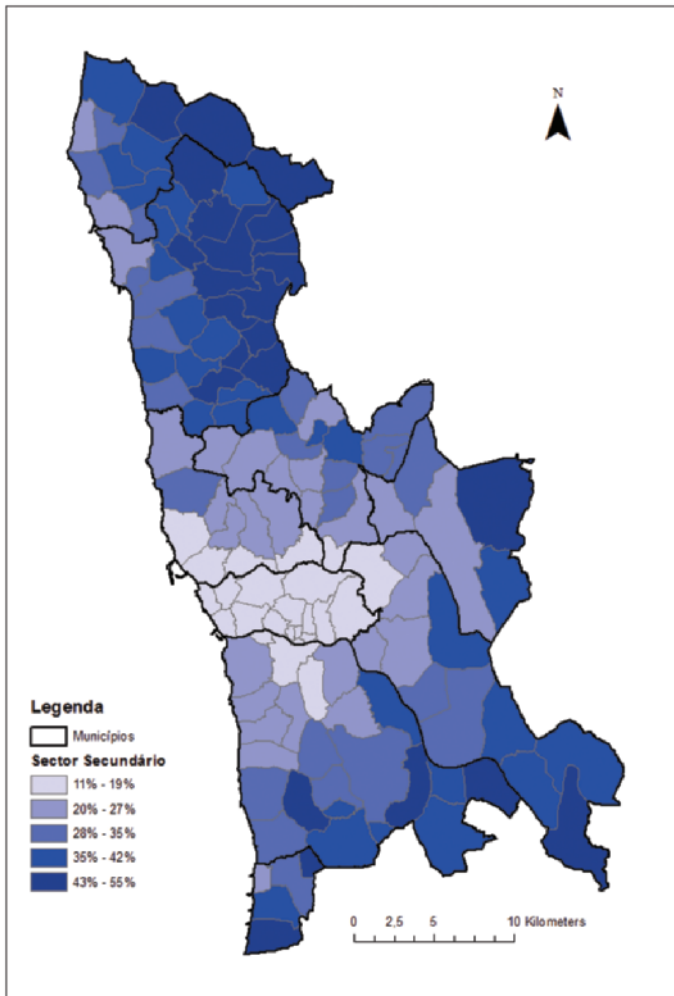 N
Legenda
Municípios
Sector Secundário
11% - 19%
20% - 27%
28% - 35%
35% - 42%
43% - 55%
0 2,5 5 10 Kilometers